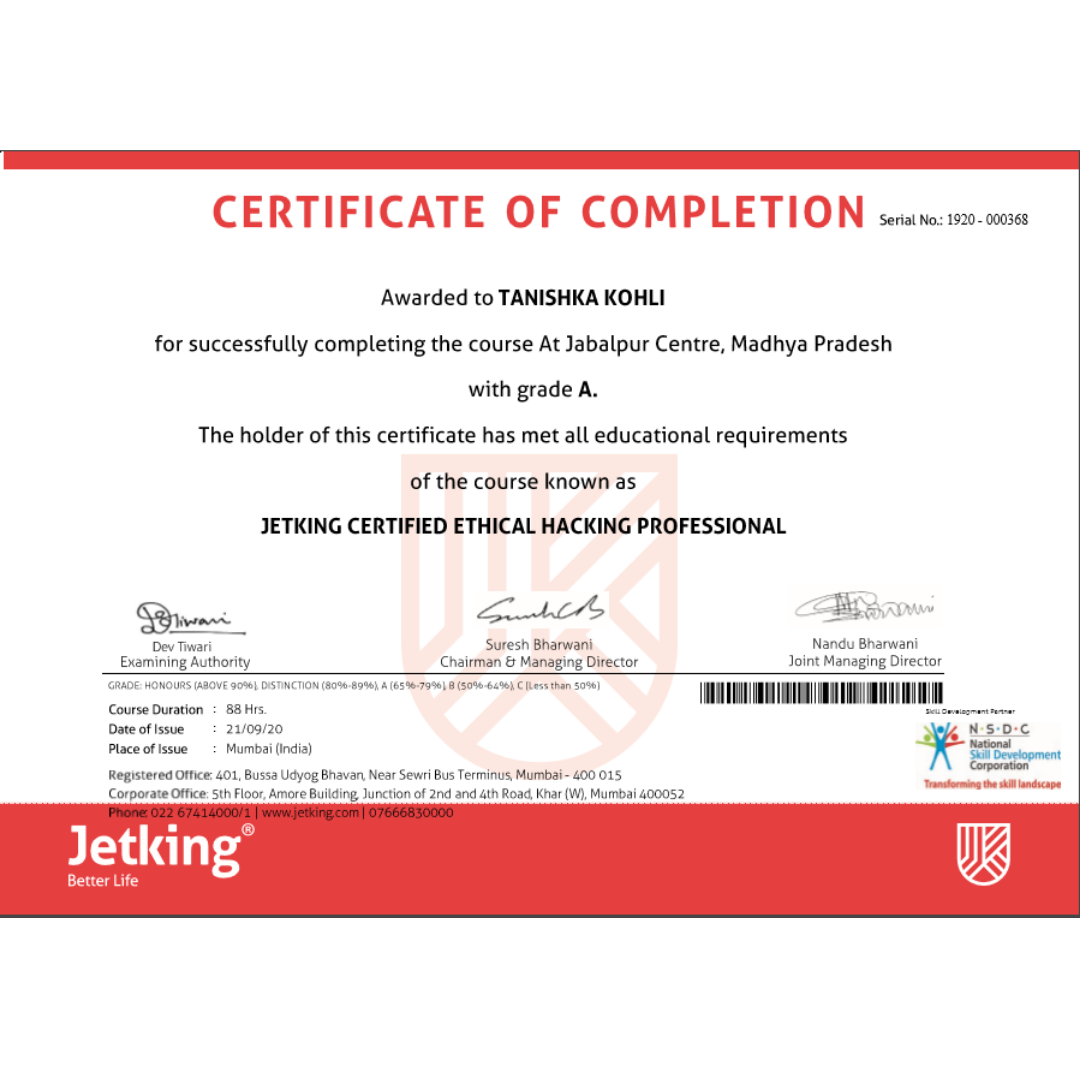 CERTIFICATE OF COMPLETION
Serial No.: 1920 - 000368
Awarded to TANISHKA KOHLI
for successfully completing the course At Jabalpur Centre, Madhya Pradesh
with grade A.
The holder of this certificate has met all educational requirements
of the course known as
JETKING CERTIFIED ETHICAL HACKING PROFESSIONAL
Dev Tiwari
Examining Authority
Suresh Bharwani
Chairman & Managing Director
Nandu Bharwani
Joint Managing Director
GRADE: HONOURS (ABOVE 90%), DISTINCTION (80%-89%), A (65%-79%), B (50%-64%), C (Less than 50%)
Course Duration : 88 Hrs.
Date of Issue : 21/09/20
Place of Issue : Mumbai (India)
Skill Development Partner
N·S·D·C
National
Skill Development
Corporation
Transforming the skill landscape
Registered Office: 401, Bussa Udyog Bhavan, Near Sewri Bus Terminus, Mumbai - 400 015
Corporate Office: 5th Floor, Amore Building, Junction of 2nd and 4th Road, Khar (W), Mumbai 400052
Phone: 022 67414000/1 | www.jetking.com | 07666830000
Jetking®
Better Life